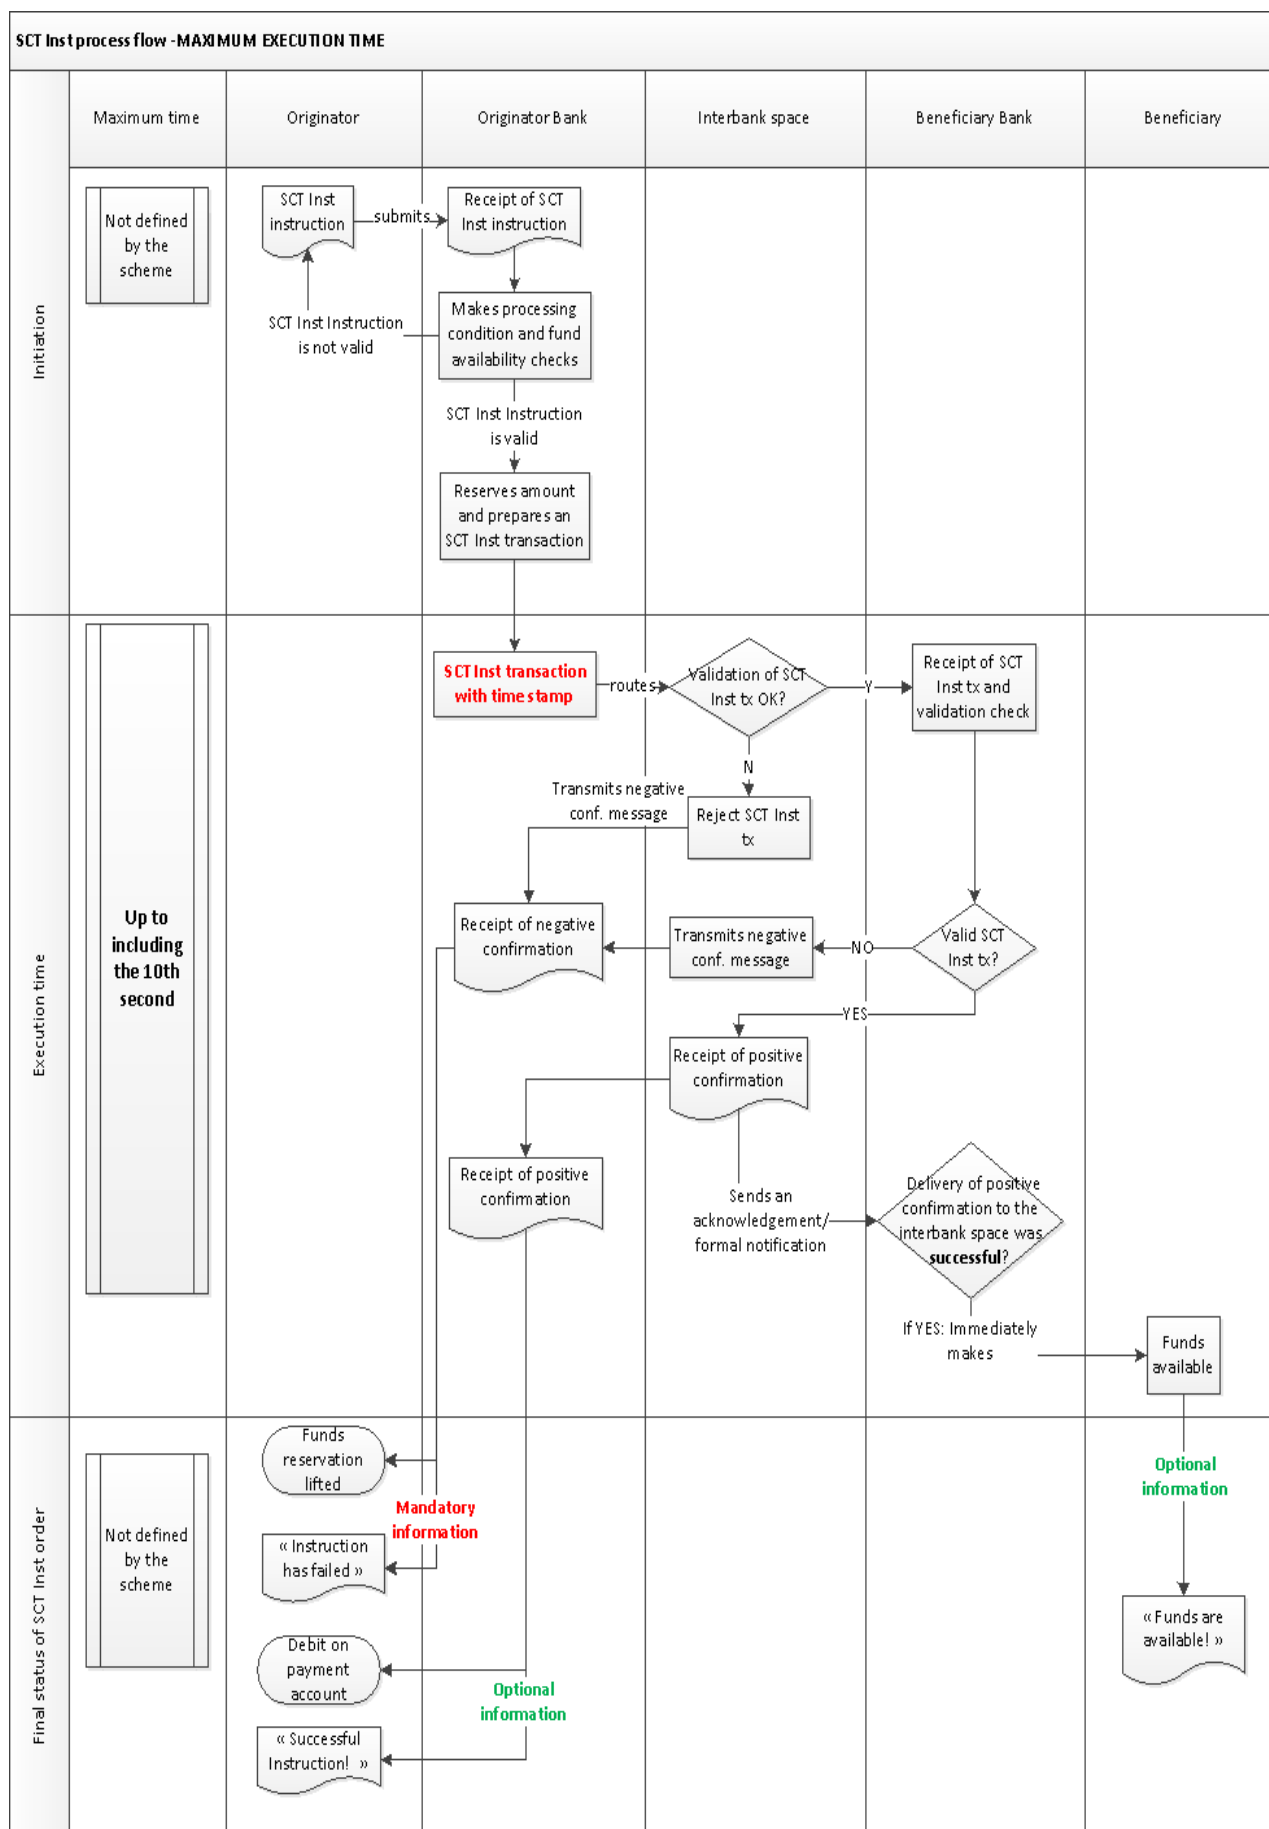 SCT Inst process flow -MAXIMUM EXECUTION TIME
Maximum time
Originator
Originator Bank
Interbank space
Beneficiary Bank
Beneficiary
Initiation
Not defined
by the
scheme
SCT Inst
instruction
submits
Receipt of SCT
Inst instruction
Makes processing
condition and fund
availability checks
SCT Inst Instruction
is not valid
SCT Inst Instruction
is valid
Reserves amount
and prepares an
SCT Inst transaction
Execution time
Up to
including
the 10th
second
SCT Inst transaction
with time stamp
routes
Validation of SCT
Inst tx OK?
Y
Receipt of SCT
Inst tx and
validation check
N
Transmits negative
conf. message
Reject SCT Inst
tx
Receipt of negative
confirmation
Transmits negative
conf. message
NO
Valid SCT
Inst tx?
YES
Receipt of positive
confirmation
Receipt of positive
confirmation
Sends an
acknowledgement/
formal notification
Delivery of positive
confirmation to the
interbank space was
successful?
If YES: Immediately
makes
Funds
available
Final status of SCT Inst order
Not defined
by the
scheme
Funds
reservation
lifted
Mandatory
information
« Instruction
has failed »
Debit on
payment
account
Optional
information
« Successful
Instruction!  »
Optional
information
« Funds are
available! »